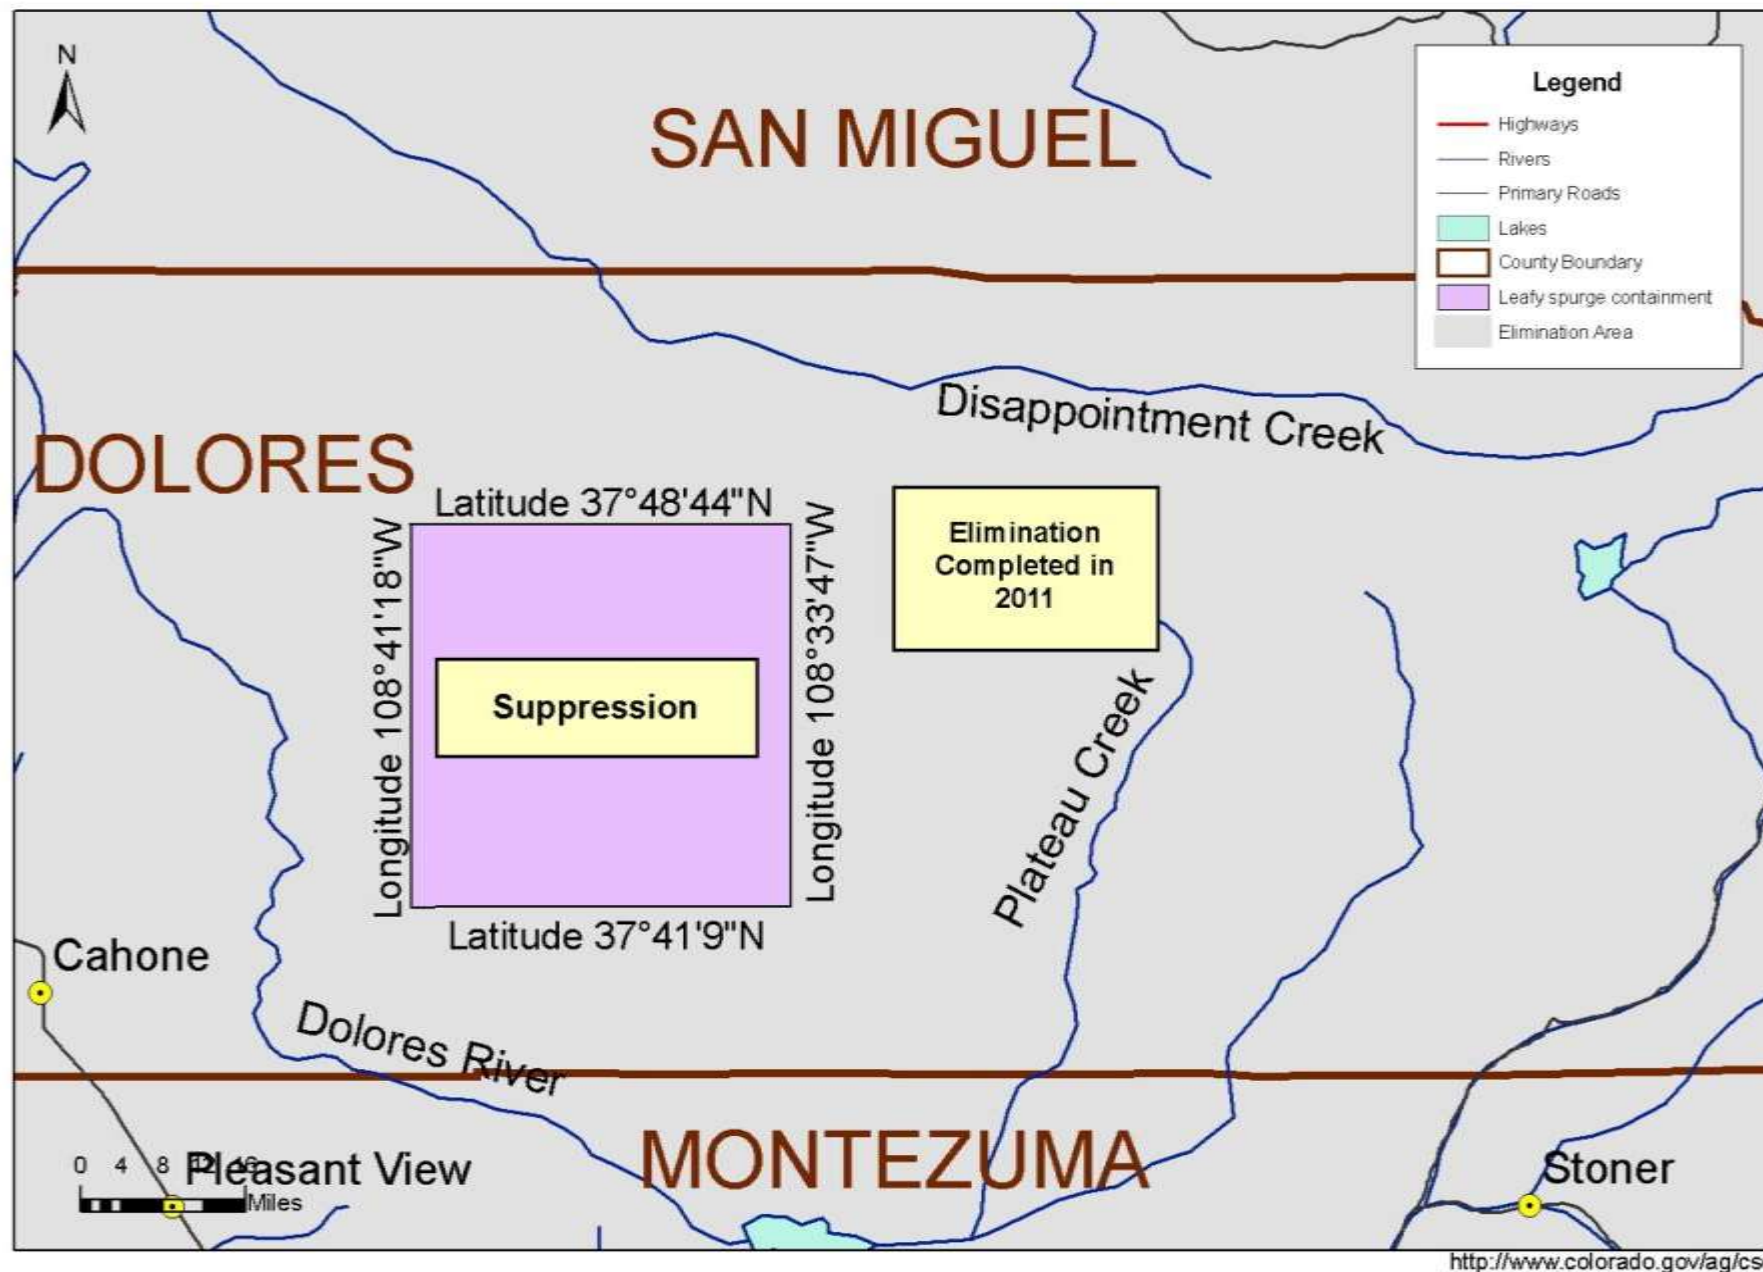 N
SAN MIGUEL
Legend
Highways
Rivers
Primary Roads
Lakes
County Boundary
Leafy spurge containment
Elimination Area
Disappointment Creek
DOLORES
Latitude 37°48'44"N
Longitude 108°41'18"W
Longitude 108°33'47"W
Elimination
Completed in
2011
Suppression
Plateau Creek
Latitude 37°41'9"N
Cahone
Dolores River
MONTEZUMA
0 4 8 12 16
Miles
Pleasant View
Stoner
http://www.colorado.gov/ag/cs